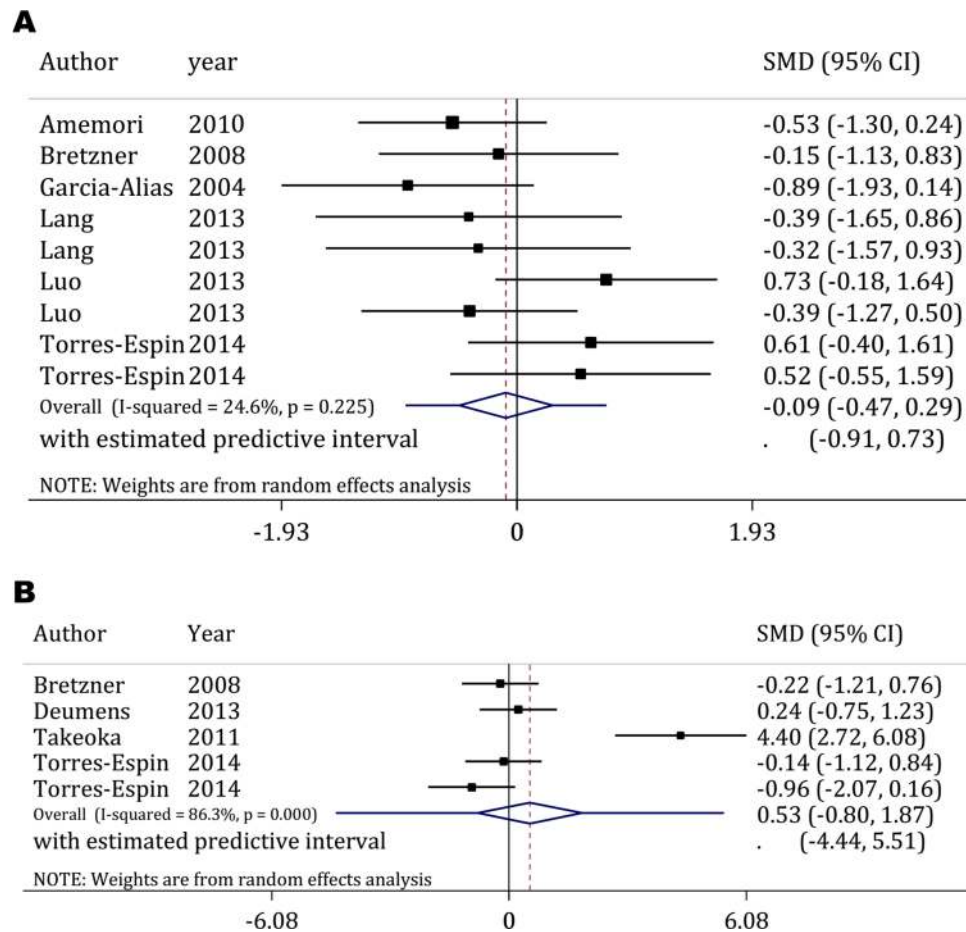 A
Author year SMD (95% CI)
Amemori 2010 -0.53 (-1.30, 0.24)
Bretzner 2008 -0.15 (-1.13, 0.83)
Garcia-Alias 2004 -0.89 (-1.93, 0.14)
Lang 2013 -0.39 (-1.65, 0.86)
Lang 2013 -0.32 (-1.57, 0.93)
Luo 2013 0.73 (-0.18, 1.64)
Luo 2013 -0.39 (-1.27, 0.50)
Torres-Espin 2014 0.61 (-0.40, 1.61)
Torres-Espin 2014 0.52 (-0.55, 1.59)
Overall (I-squared = 24.6%, p = 0.225) -0.09 (-0.47, 0.29)
with estimated predictive interval . (-0.91, 0.73)
NOTE: Weights are from random effects analysis
-1.93 0 1.93
B
Author Year SMD (95% CI)
Bretzner 2008 -0.22 (-1.21, 0.76)
Deumens 2013 0.24 (-0.75, 1.23)
Takeoka 2011 4.40 (2.72, 6.08)
Torres-Espin 2014 -0.14 (-1.12, 0.84)
Torres-Espin 2014 -0.96 (-2.07, 0.16)
Overall (I-squared = 86.3%, p = 0.000) 0.53 (-0.80, 1.87)
with estimated predictive interval . (-4.44, 5.51)
NOTE: Weights are from random effects analysis
-6.08 0 6.08